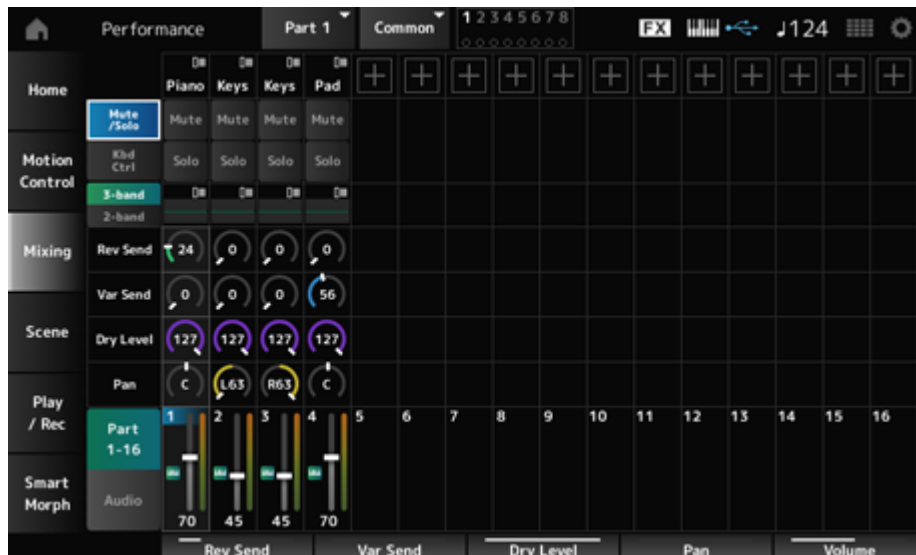 Performance Part 1 Common 1 2 3 4 5 6 7 8 FX ♩124
Home Piano Keys Keys Pad + + + + + + + + + + + +
Mute /Solo Mute Mute Mute Mute
Motion Control Kbd Ctrl Solo Solo Solo Solo
3-band
2-band
Mixing Rev Send 24 0 0 0
Var Send 0 0 0 56
Scene Dry Level 127 127 127 127
Pan C L63 R63 C
Play / Rec Part 1-16 1 2 3 4 5 6 7 8 9 10 11 12 13 14 15 16
Smart Morph Audio
70 45 45 70
Rev Send Var Send Dry Level Pan Volume